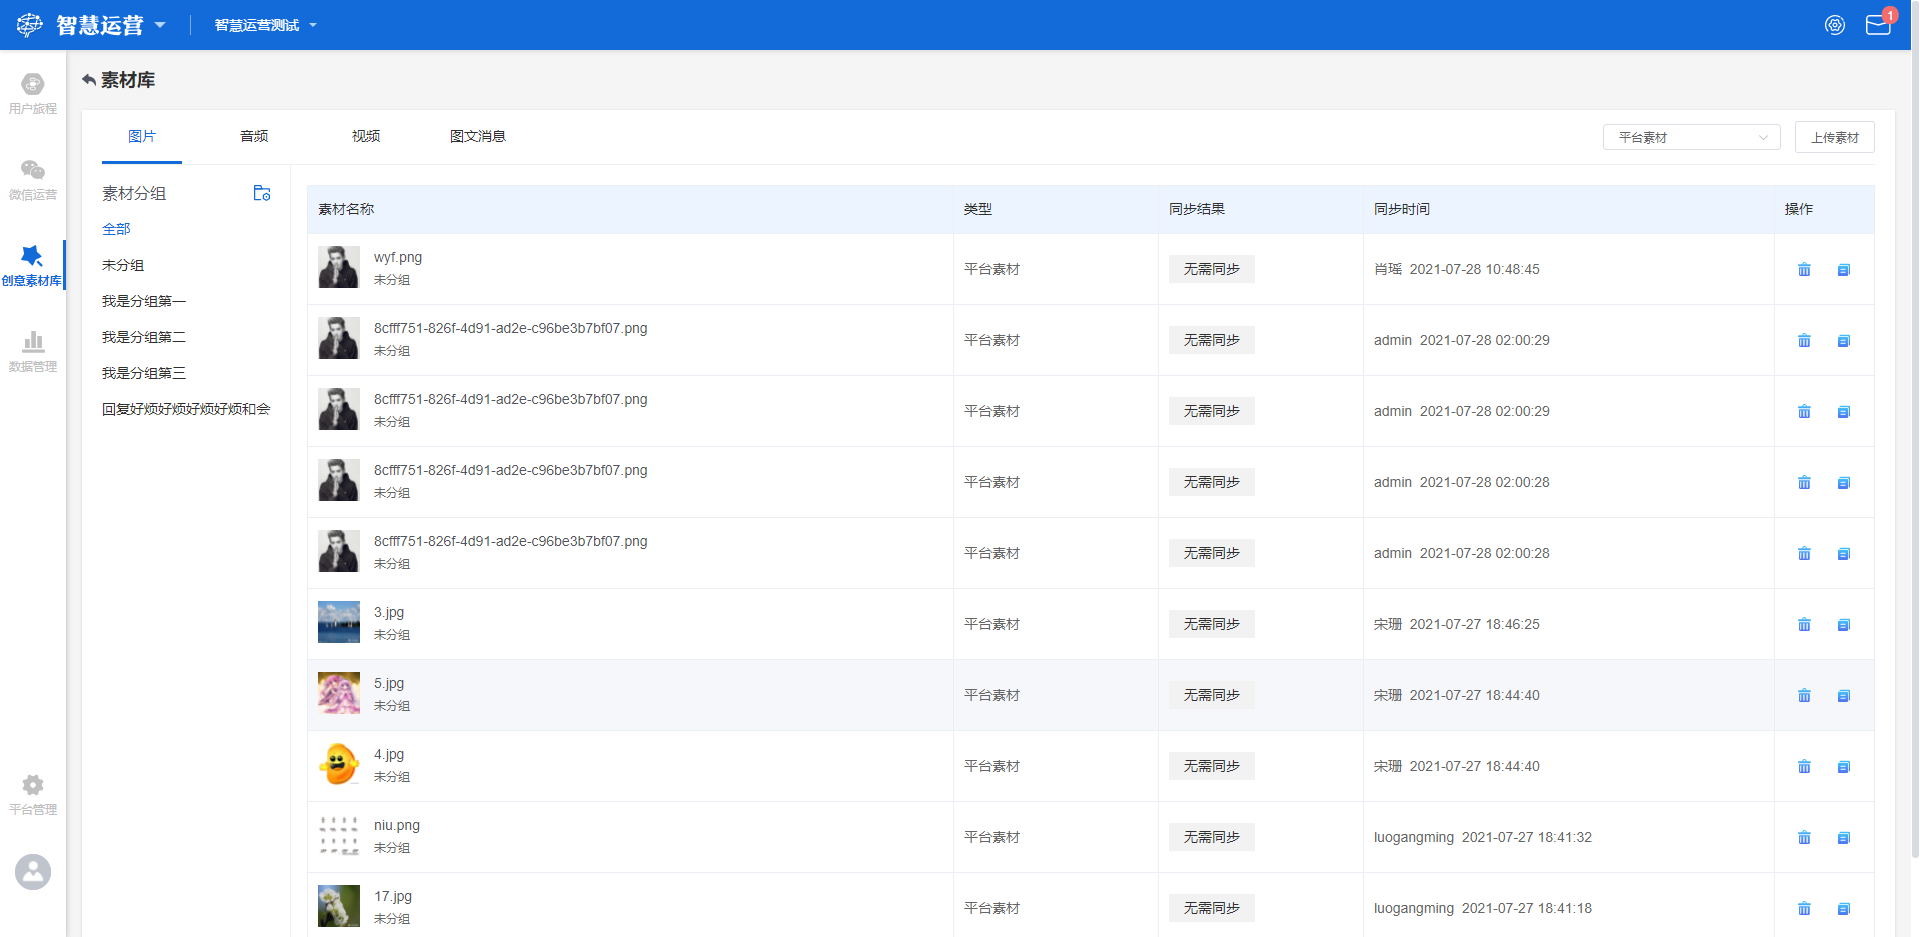 智慧运营
智慧运营测试
1
用户旅程
微信运营
创意素材库
数据管理
平台管理
素材库
图片 音频 视频 图文消息
平台素材
上传素材
素材分组
全部
未分组
我是分组第一
我是分组第二
我是分组第三
回复好烦好烦好烦好烦和会
素材名称 类型 同步结果 同步时间 操作
wyf.png
未分组
平台素材 无需同步 肖瑶 2021-07-28 10:48:45
8cfff751-826f-4d91-ad2e-c96be3b7bf07.png
未分组
平台素材 无需同步 admin 2021-07-28 02:00:29
8cfff751-826f-4d91-ad2e-c96be3b7bf07.png
未分组
平台素材 无需同步 admin 2021-07-28 02:00:29
8cfff751-826f-4d91-ad2e-c96be3b7bf07.png
未分组
平台素材 无需同步 admin 2021-07-28 02:00:28
8cfff751-826f-4d91-ad2e-c96be3b7bf07.png
未分组
平台素材 无需同步 admin 2021-07-28 02:00:28
3.jpg
未分组
平台素材 无需同步 宋珊 2021-07-27 18:46:25
5.jpg
未分组
平台素材 无需同步 宋珊 2021-07-27 18:44:40
4.jpg
未分组
平台素材 无需同步 宋珊 2021-07-27 18:44:40
niu.png
未分组
平台素材 无需同步 luogangming 2021-07-27 18:41:32
17.jpg
未分组
平台素材 无需同步 luogangming 2021-07-27 18:41:18